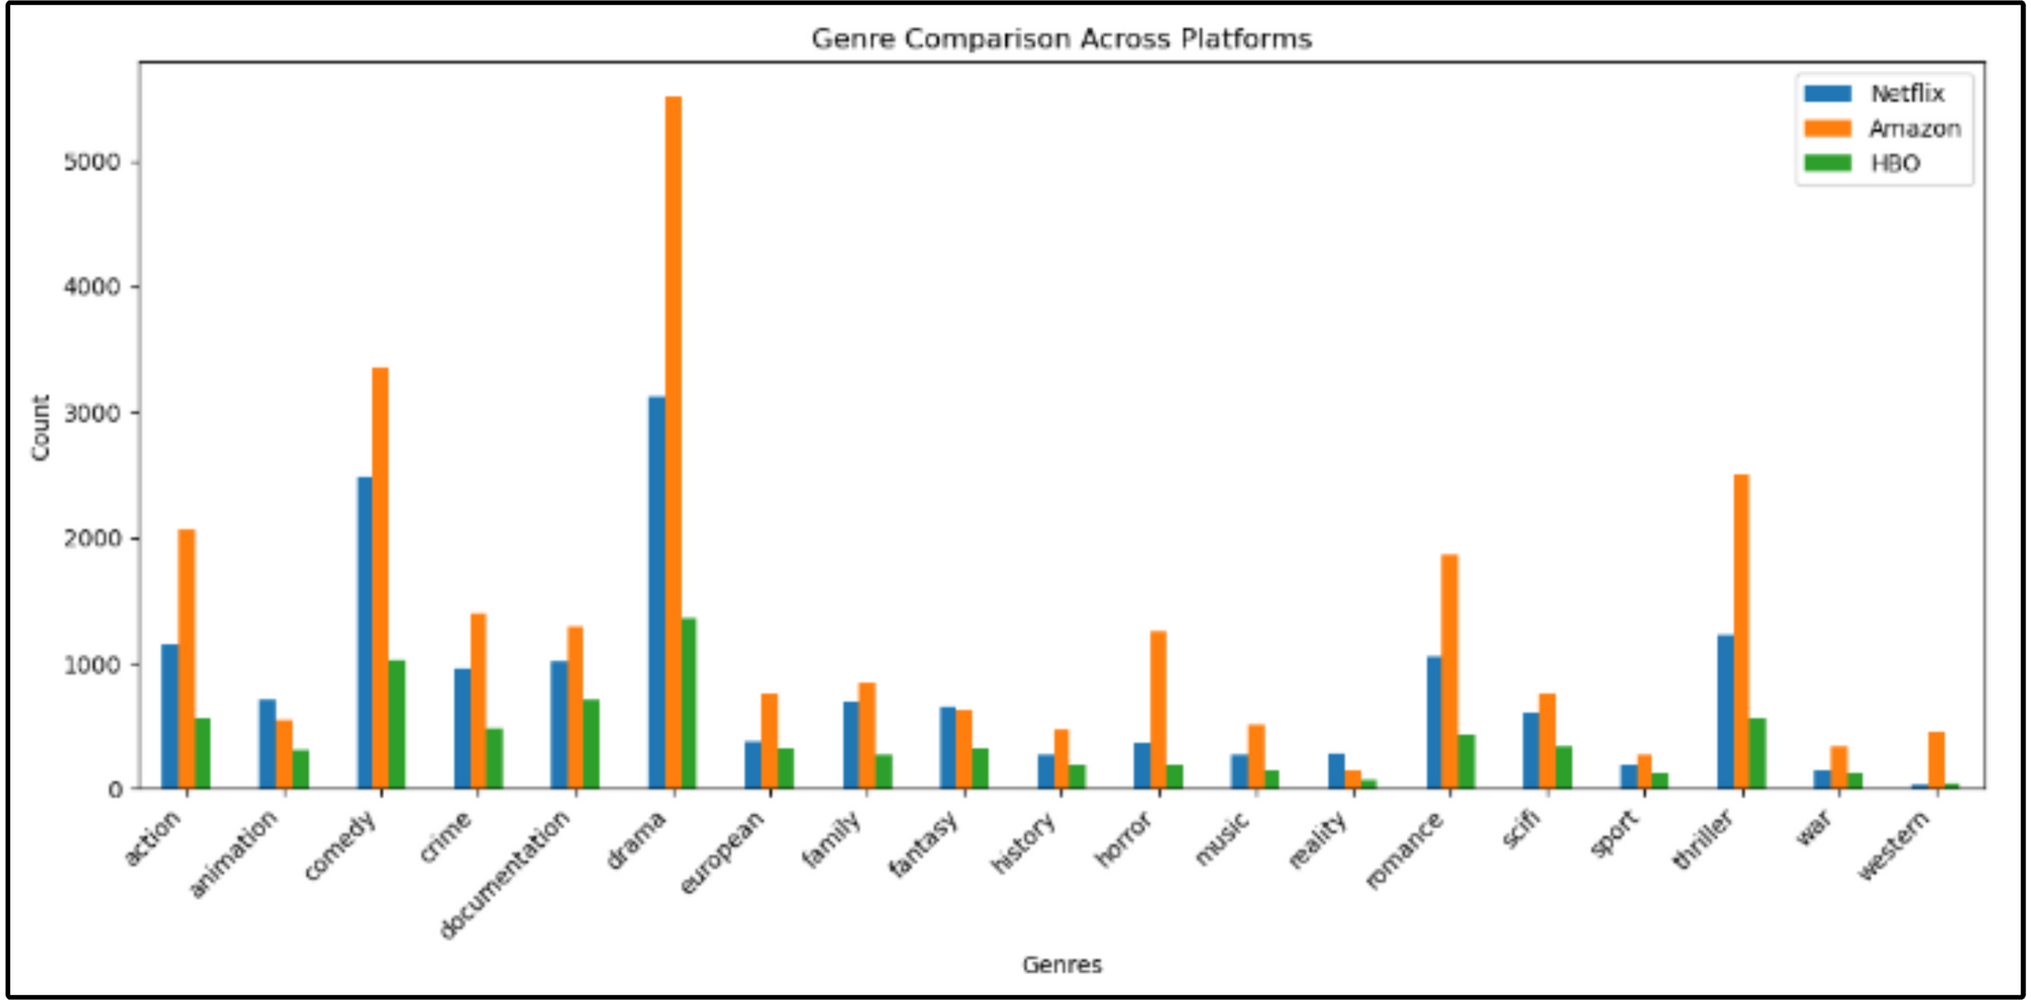 Genre Comparison Across Platforms
Netflix
Amazon
HBO
Count
5000
4000
3000
2000
1000
0
action
animation
comedy
crime
documentation
drama
european
family
fantasy
history
horror
music
reality
romance
scifi
sport
thriller
war
western
Genres